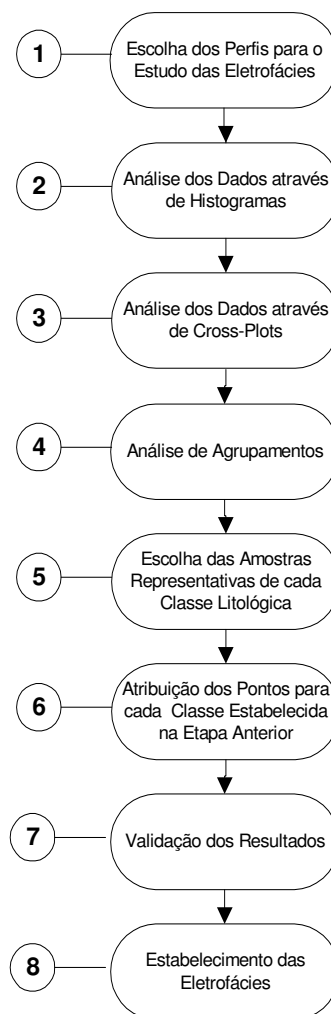 1
Escolha dos Perfis para o
Estudo das Eletrofácies
2
Análise dos Dados através
de Histogramas
3
Análise dos Dados através
de Cross-Plots
4
Análise de Agrupamentos
5
Escolha das Amostras
Representativas de cada
Classe Litológica
6
Atribuição dos Pontos para
cada Classe Estabelecida
na Etapa Anterior
7
Validação dos Resultados
8
Estabelecimento das
Eletrofácies